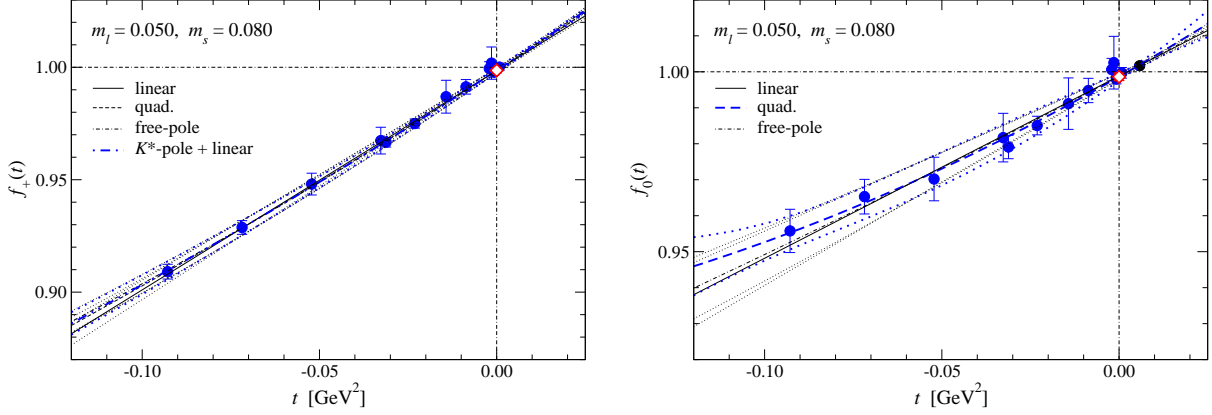 m_l = 0.050, m_s = 0.080
1.00
linear
quad.
free-pole
K*-pole + linear
0.95
0.90
f_+(t)
-0.10 -0.05 0.00
t [GeV^2]
m_l = 0.050, m_s = 0.080
1.00
linear
quad.
free-pole
0.95
f_0(t)
-0.10 -0.05 0.00
t [GeV^2]